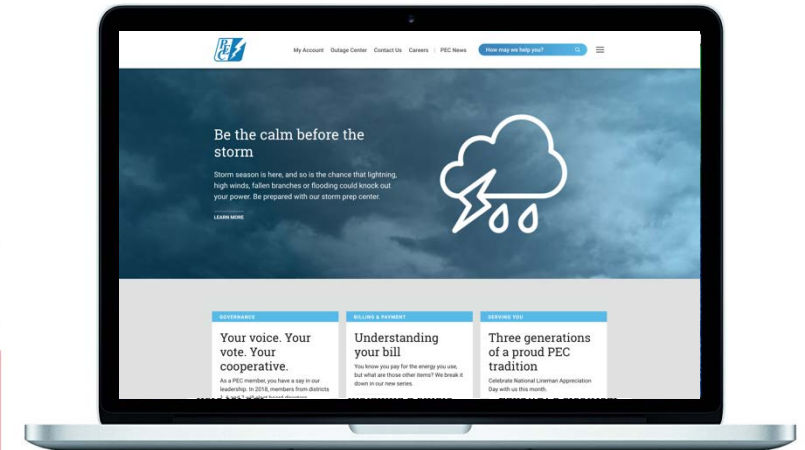 PEC
My Account Outage Center Contact Us Careers | PEC News How may we help you?
Be the calm before the
storm
Storm season is here, and so is the chance that lightning,
high winds, fallen branches or flooding could knock out
your power. Be prepared with our storm prep center.
LEARN MORE
GOVERNANCE
Your voice. Your
vote. Your
cooperative.
As a PEC member, you have a say in our
leadership. In 2018, members from districts
BILLING & PAYMENT
Understanding
your bill
You know you pay for the energy you use,
but what are those other items? We break it
down in our new series.
SERVING YOU
Three generations
of a proud PEC
tradition
Celebrate National Lineman Appreciation
Day with us this month.